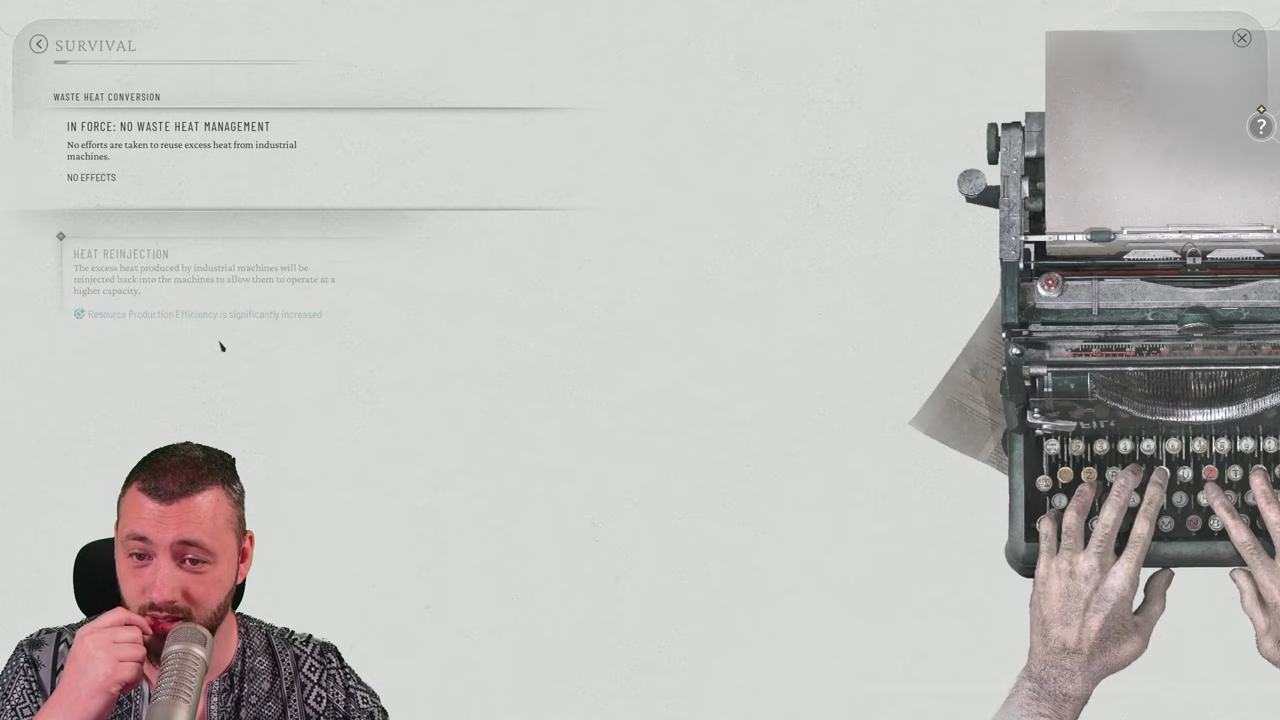 SURVIVAL
WASTE HEAT CONVERSION
IN FORCE: NO WASTE HEAT MANAGEMENT
No efforts are taken to reuse excess heat from industrial
machines.
NO EFFECTS
HEAT REINJECTION
The excess heat produced by industrial machines will be
reinjected back into the machines to allow them to operate at a
higher capacity.
Resource Production Efficiency is significantly increased
?